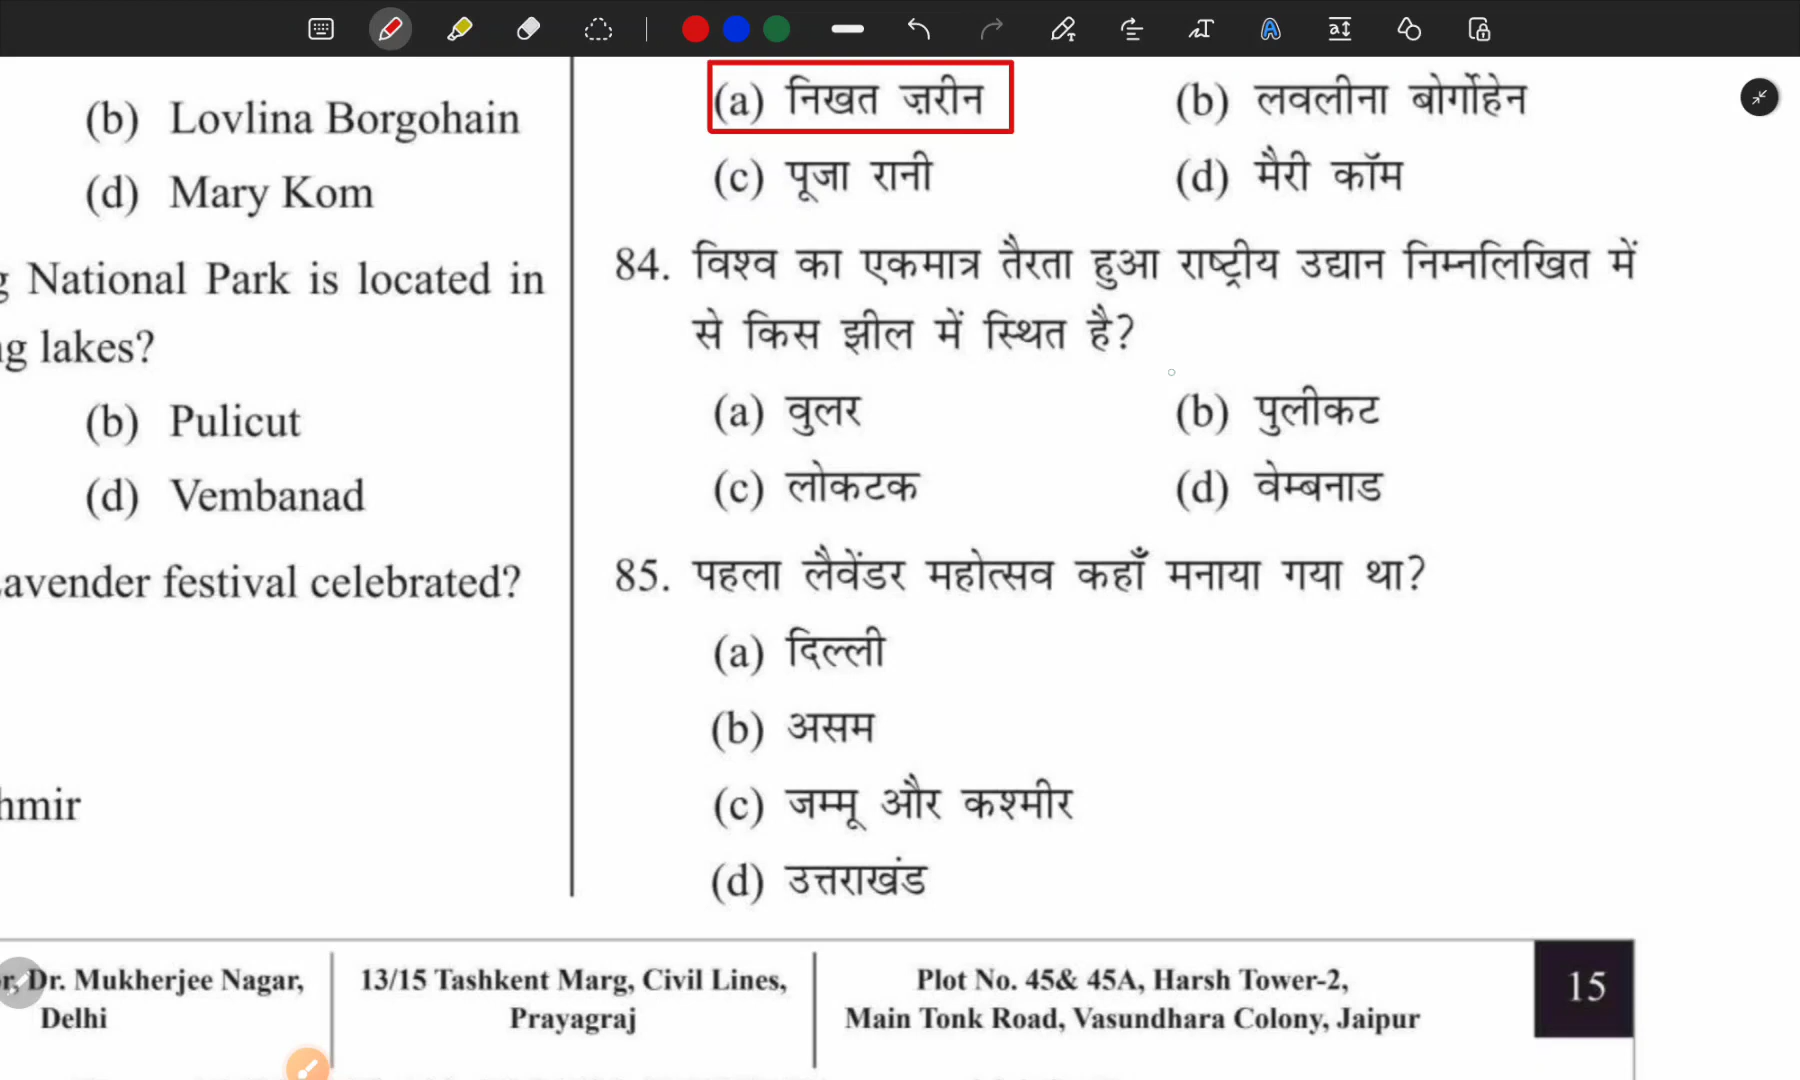 (b) Lovlina Borgohain
(d) Mary Kom
National Park is located in
lakes?
(b) Pulicut
(d) Vembanad
festival celebrated?
(a) निखत ज़रीन (b) लवलीना बोर्गोहेन
(c) पूजा रानी (d) मैरी कॉम
84. विश्व का एकमात्र तैरता हुआ राष्ट्रीय उद्यान निम्नलिखित में
से किस झील में स्थित है?
(a) वुलर (b) पुलीकट
(c) लोकटक (d) वेम्बनाड
85. पहला लैवेंडर महोत्सव कहाँ मनाया गया था?
(a) दिल्ली
(b) असम
(c) जम्मू और कश्मीर
(d) उत्तराखंड
Dr. Mukherjee Nagar,
Delhi
13/15 Tashkent Marg, Civil Lines,
Prayagraj
Plot No. 45& 45A, Harsh Tower-2,
Main Tonk Road, Vasundhara Colony, Jaipur
15